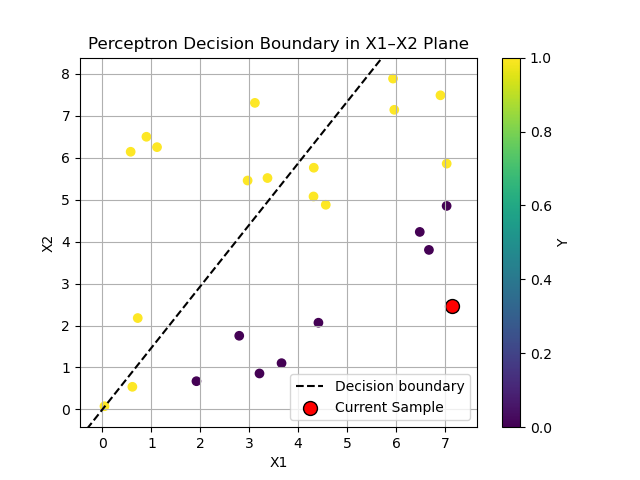 Perceptron Decision Boundary in X1–X2 Plane
X2
8
7
6
5
4
3
2
1
0
0 1 2 3 4 5 6 7
X1
Decision boundary
Current Sample
1.0
0.8
0.6
0.4
0.2
0.0
Y